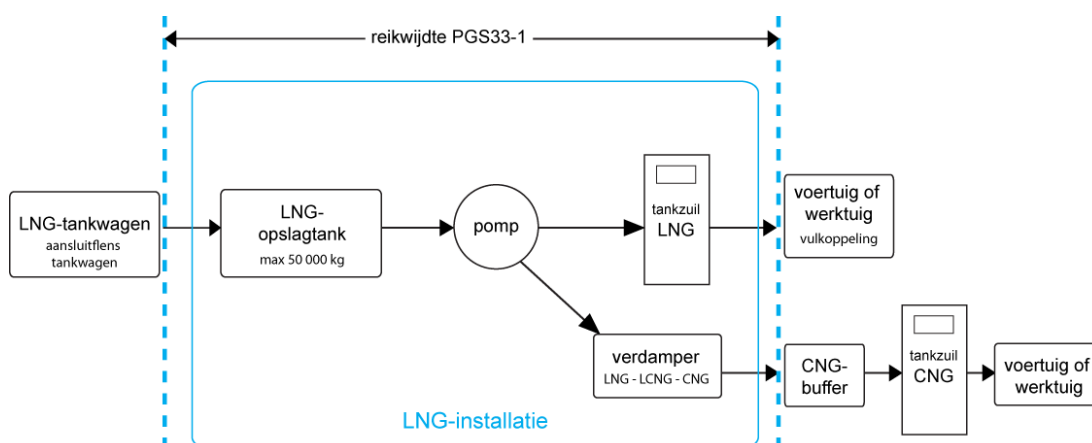 reikwijdte PGS33-1
LNG-tankwagen
aansluitflens
tankwagen
LNG-
opslagtank
max 50 000 kg
pomp
tankzuil
LNG
voertuig of
werktuig
vulkoppeling
verdamper
LNG - LCNG - CNG
CNG-
buffer
tankzuil
CNG
voertuig of
werktuig
LNG-installatie